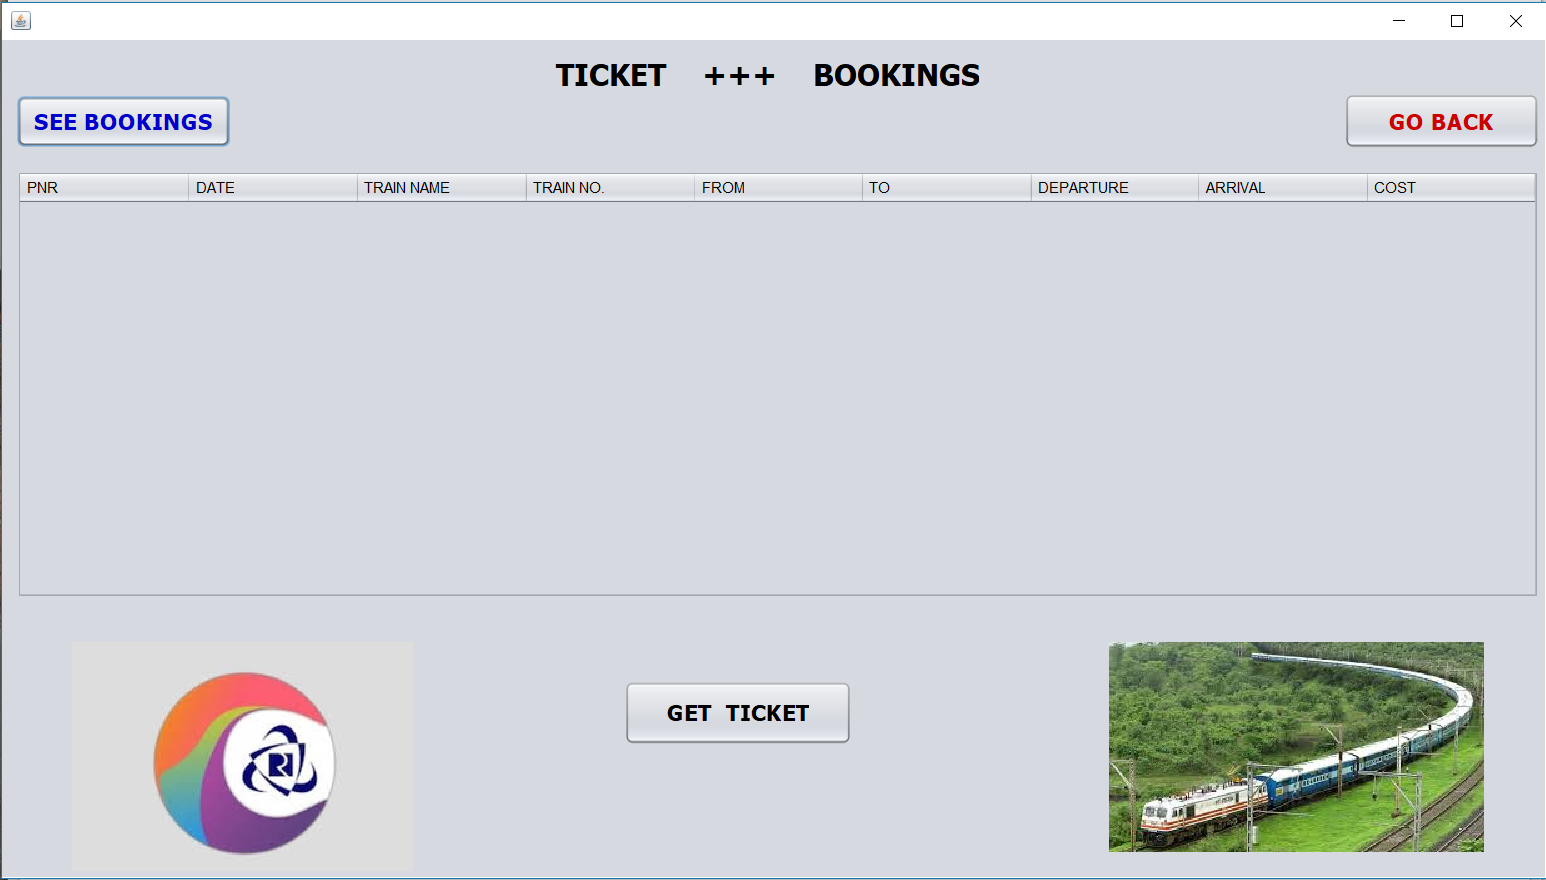 TICKET +++ BOOKINGS
SEE BOOKINGS
GO BACK
PNR DATE TRAIN NAME TRAIN NO. FROM TO DEPARTURE ARRIVAL COST
GET TICKET